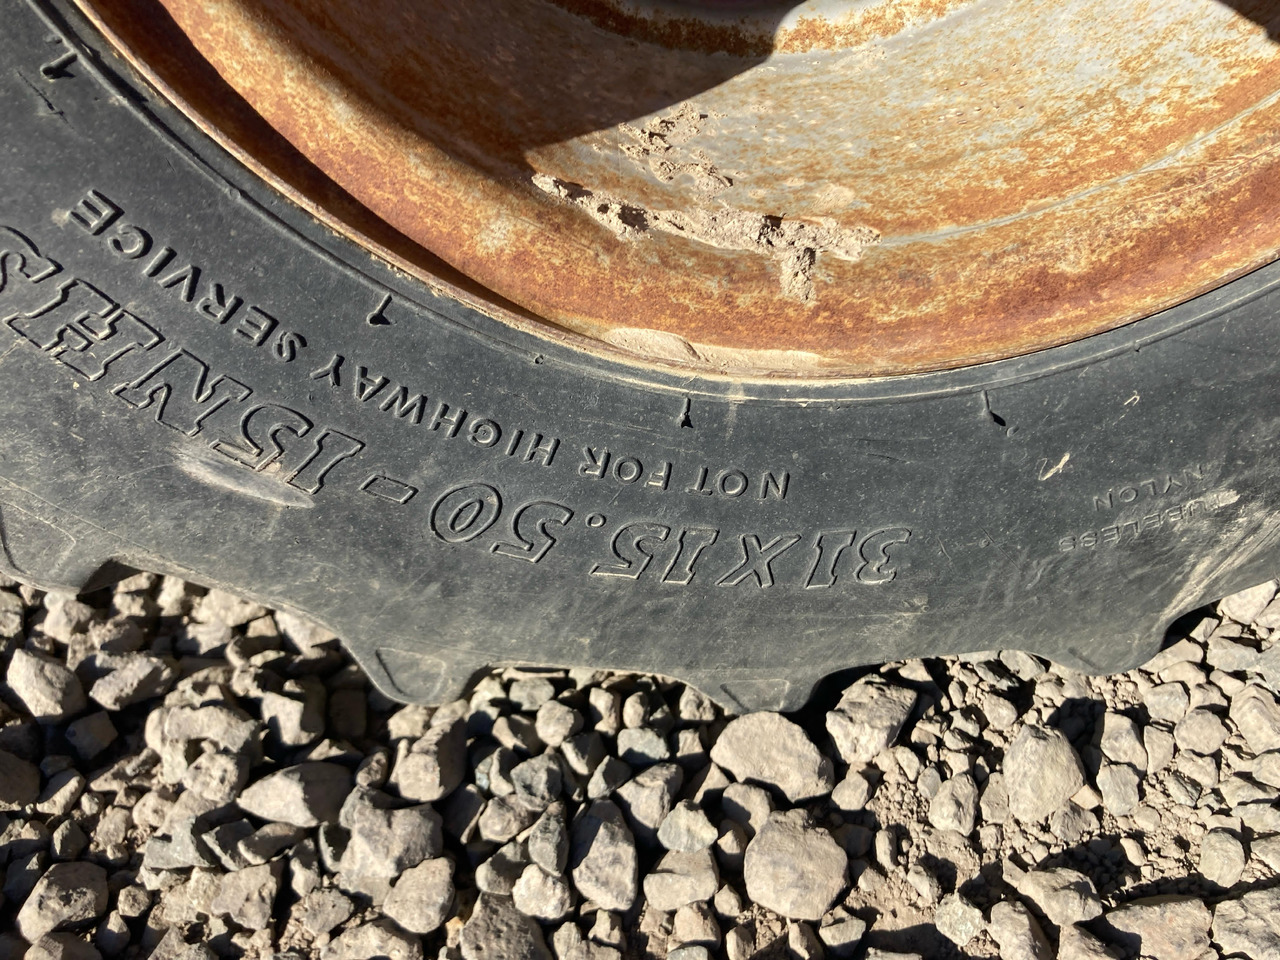 31X15.50-15NHS
NOT FOR HIGHWAY SERVICE
TUBELESS
NYLON